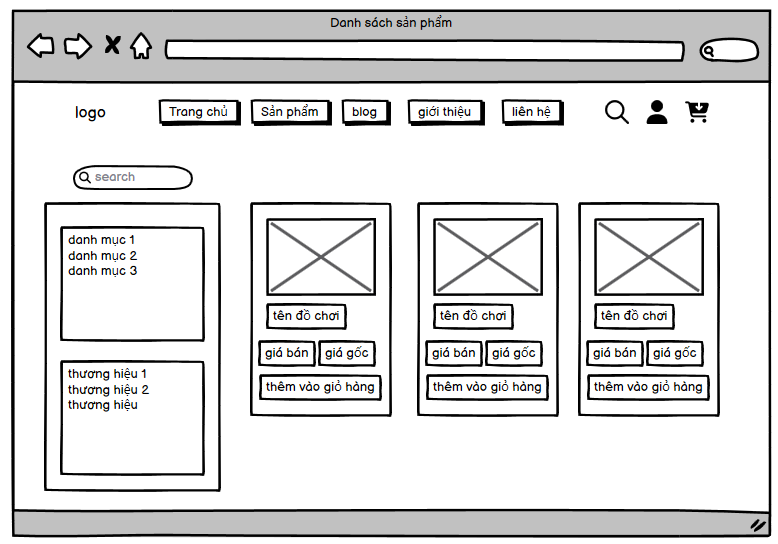 Danh sách sản phẩm
logo
Trang chủ
Sản phẩm
blog
giới thiệu
liên hệ
search
danh mục 1
danh mục 2
danh mục 3
thương hiệu 1
thương hiệu 2
thương hiệu
tên đồ chơi
giá bán
giá gốc
thêm vào giỏ hàng
tên đồ chơi
giá bán
giá gốc
thêm vào giỏ hàng
tên đồ chơi
giá bán
giá gốc
thêm vào giỏ hàng